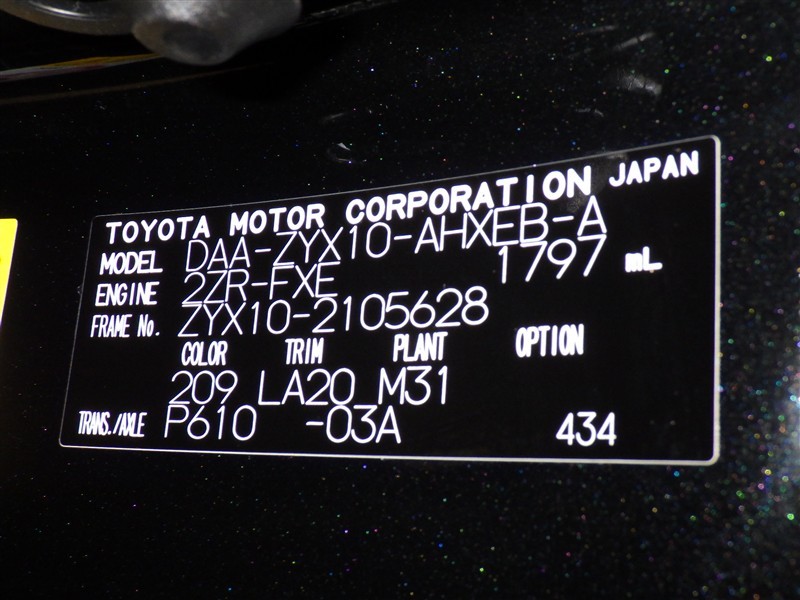 TOYOTA MOTOR CORPORATION JAPAN
MODEL DAA-ZYX10-AHXEB-A
ENGINE 2ZR-FXE 1797 mL
FRAME No. ZYX10-2105628
COLOR TRIM PLANT OPTION
209 LA20 M31
TRANS./AXLE P610 -03A 434